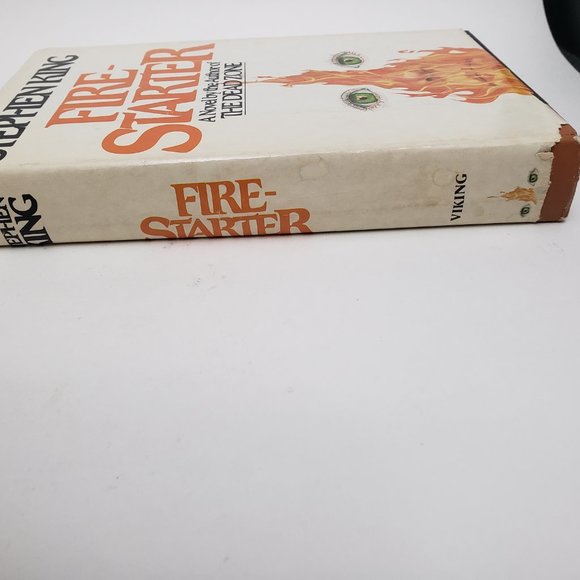 STEPHEN KING
FIRE-
STARTER
A Novel by the Author of
THE DEAD ZONE
STEPHEN
KING
FIRE-
STARTER
VIKING